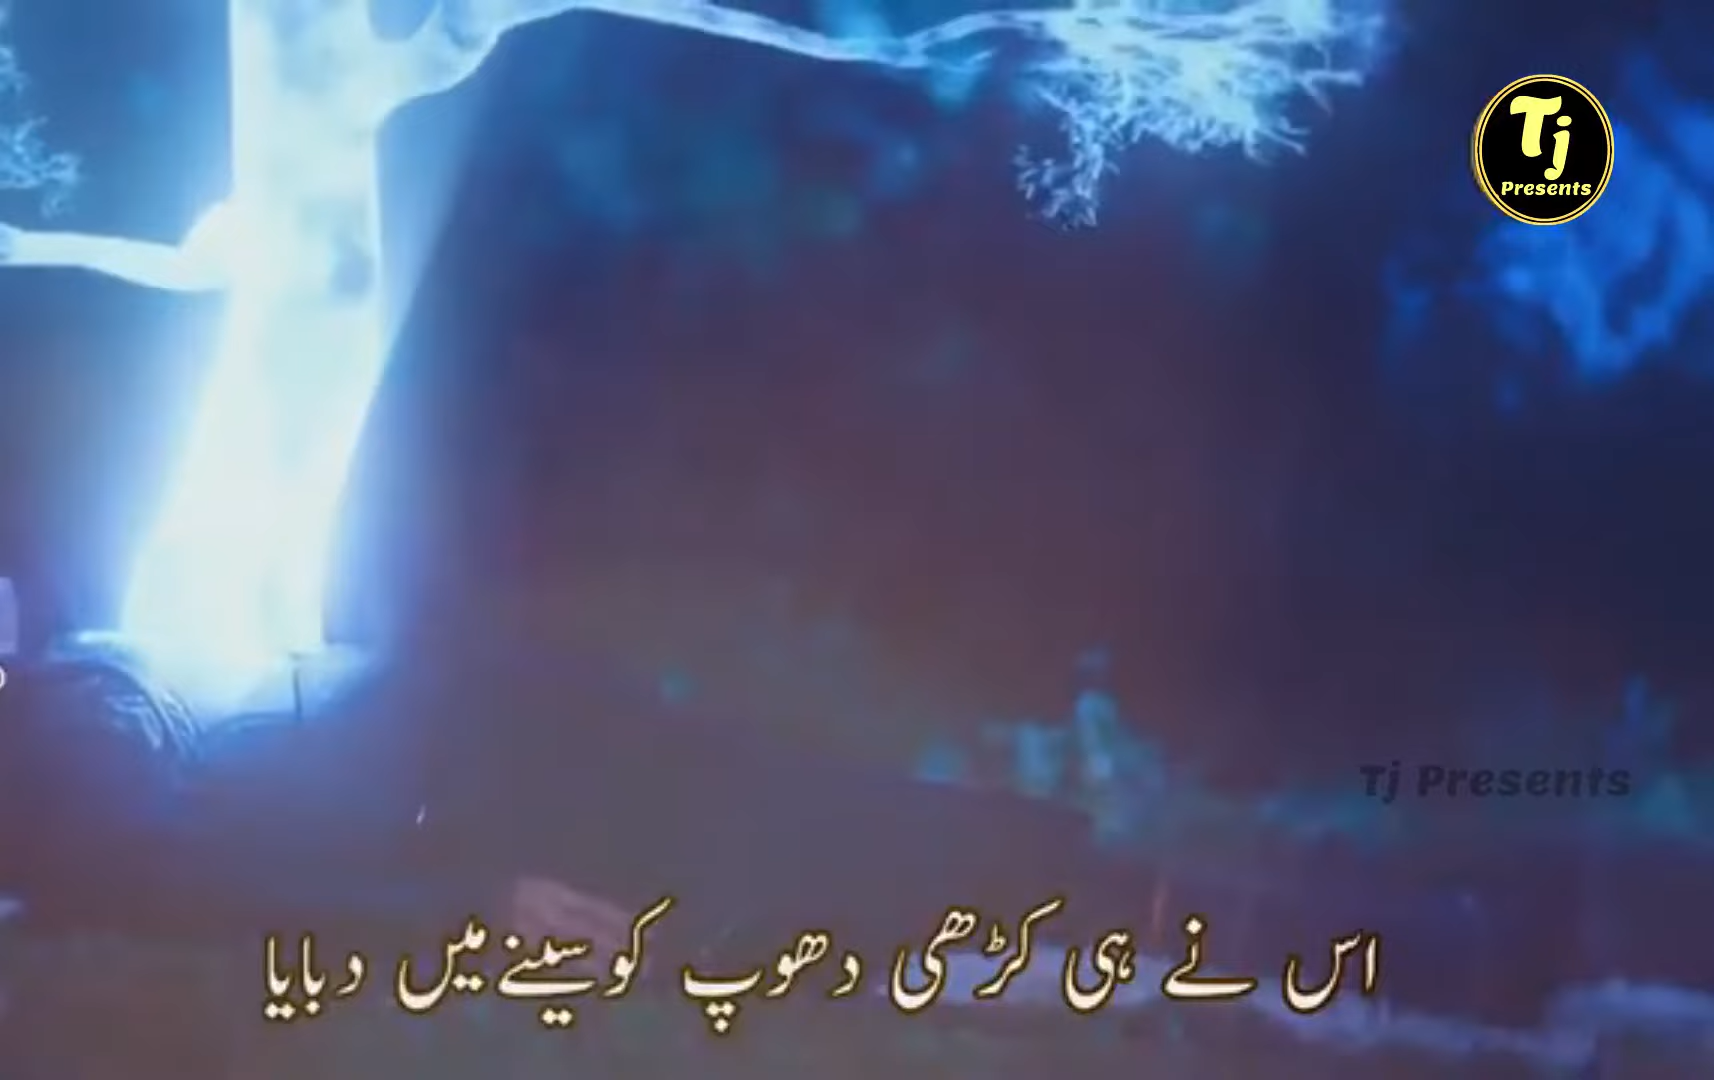 Tj
Presents
Tj Presents
اس نے ہی کڑھی دھوپ کو سینے میں دبایا